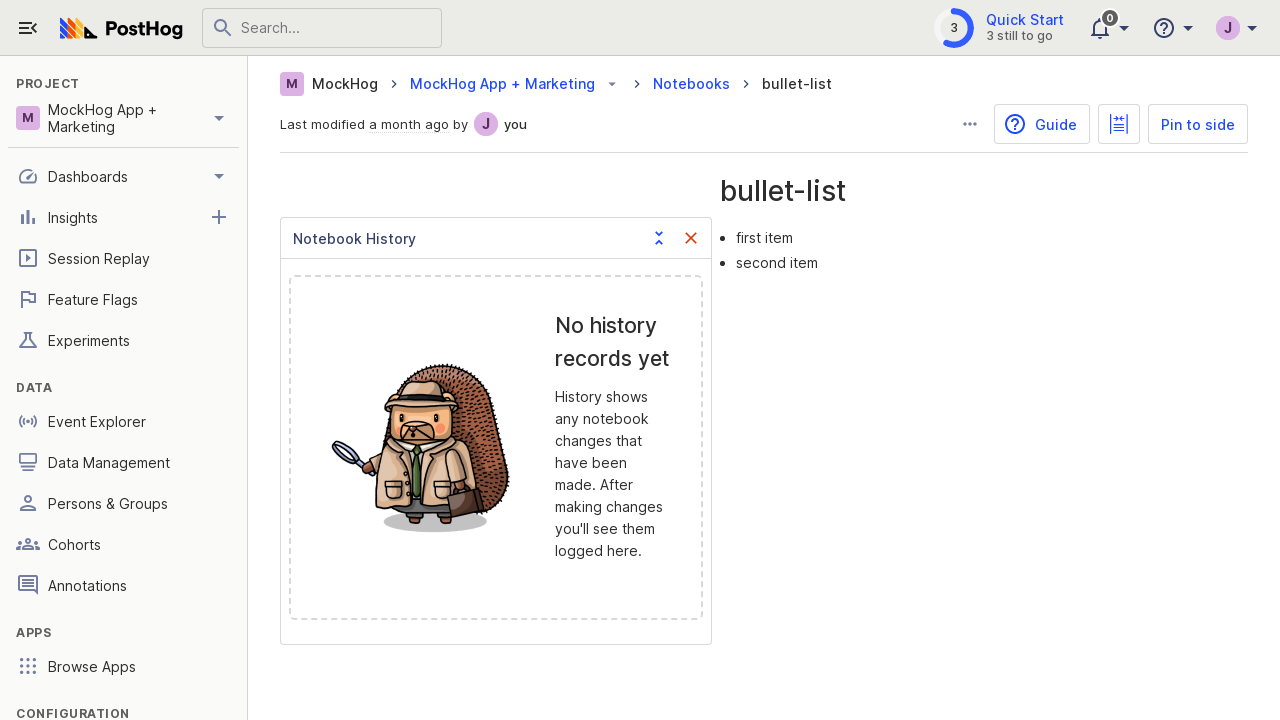 PostHog
Search...
3
Quick Start
3 still to go
0
J
PROJECT
M
MockHog App +
Marketing
Dashboards
Insights
Session Replay
Feature Flags
Experiments
DATA
Event Explorer
Data Management
Persons & Groups
Cohorts
Annotations
APPS
Browse Apps
CONFIGURATION
M MockHog
MockHog App + Marketing
Notebooks
bullet-list
Last modified a month ago by J you
Guide
Pin to side
bullet-list
first item
second item
Notebook History
No history
records yet
History shows
any notebook
changes that
have been
made. After
making changes
you'll see them
logged here.